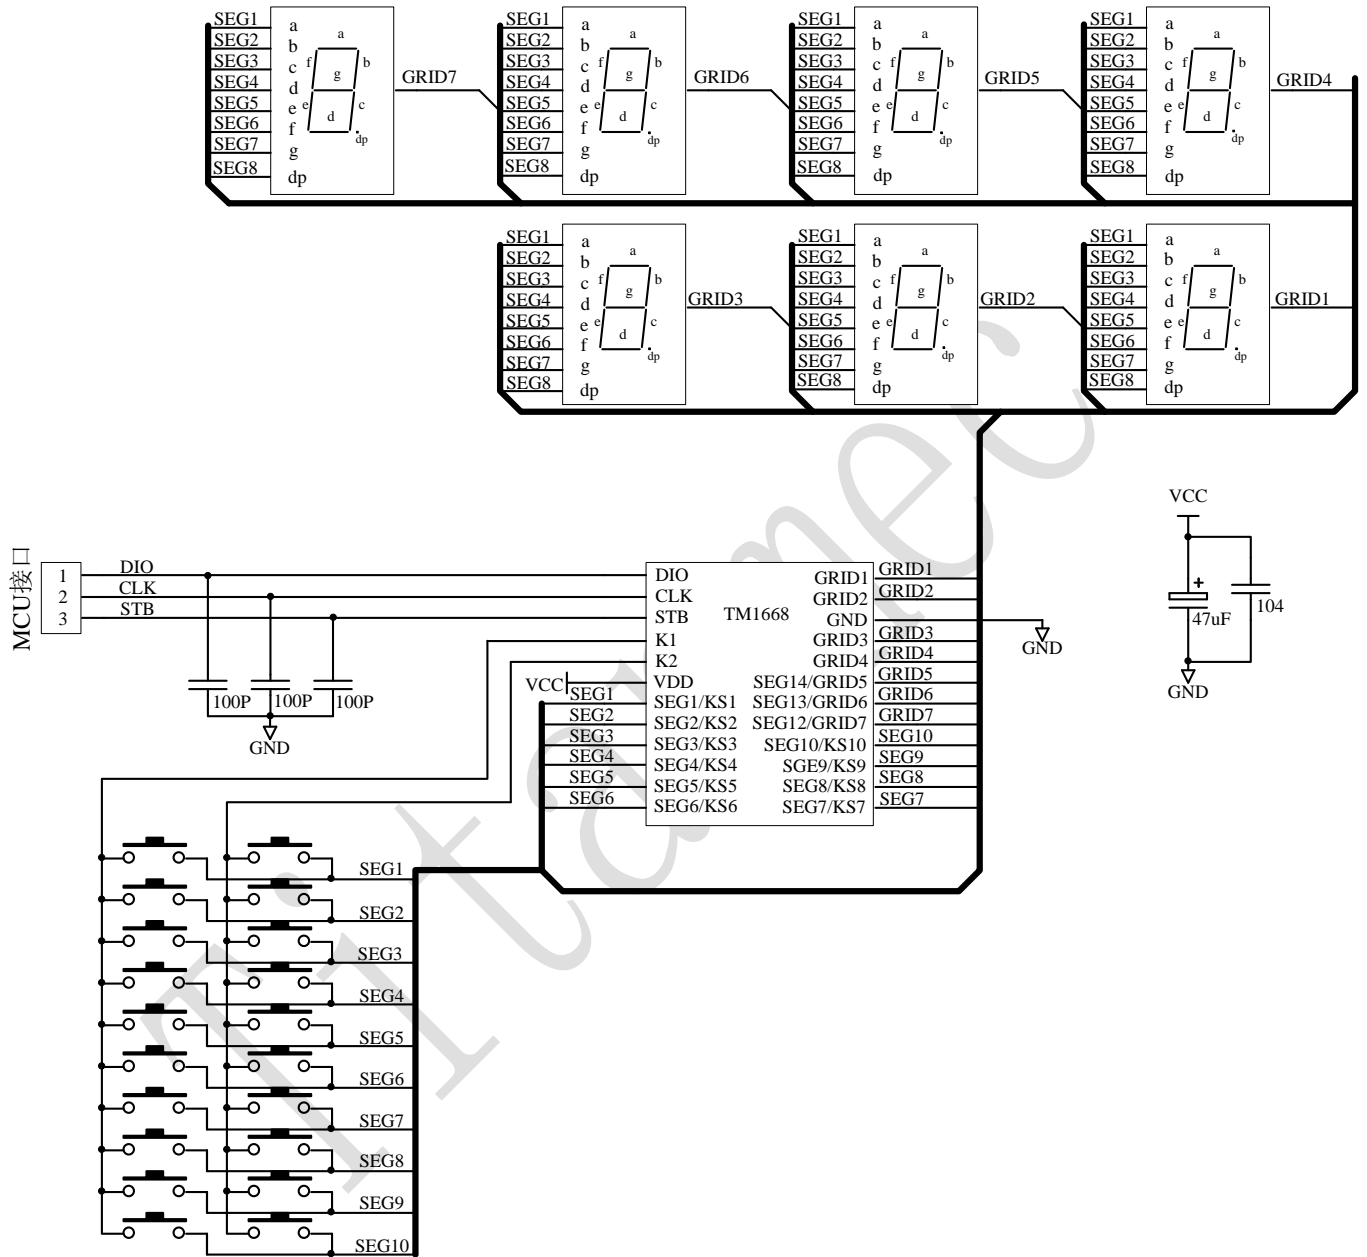 SEG1 a
SEG2 b
SEG3 c
SEG4 d
SEG5 e
SEG6 f
SEG7 g
SEG8 dp
a
f b
g
e c
d
dp
GRID7
SEG1 a
SEG2 b
SEG3 c
SEG4 d
SEG5 e
SEG6 f
SEG7 g
SEG8 dp
a
f b
g
e c
d
dp
GRID6
SEG1 a
SEG2 b
SEG3 c
SEG4 d
SEG5 e
SEG6 f
SEG7 g
SEG8 dp
a
f b
g
e c
d
dp
GRID5
SEG1 a
SEG2 b
SEG3 c
SEG4 d
SEG5 e
SEG6 f
SEG7 g
SEG8 dp
a
f b
g
e c
d
dp
GRID4
SEG1 a
SEG2 b
SEG3 c
SEG4 d
SEG5 e
SEG6 f
SEG7 g
SEG8 dp
a
f b
g
e c
d
dp
GRID3
SEG1 a
SEG2 b
SEG3 c
SEG4 d
SEG5 e
SEG6 f
SEG7 g
SEG8 dp
a
f b
g
e c
d
dp
GRID2
SEG1 a
SEG2 b
SEG3 c
SEG4 d
SEG5 e
SEG6 f
SEG7 g
SEG8 dp
a
f b
g
e c
d
dp
GRID1
MCU接口
1 DIO
2 CLK
3 STB
100P 100P 100P
GND
TM1668
DIO
CLK
STB
K1
K2
VCC VDD
SEG1 SEG1/KS1
SEG2 SEG2/KS2
SEG3 SEG3/KS3
SEG4 SEG4/KS4
SEG5 SEG5/KS5
SEG6 SEG6/KS6
GRID1 GRID1
GRID2 GRID2
GND GND
GRID3 GRID3
GRID4 GRID4
SEG14/GRID5 GRID5
SEG13/GRID6 GRID6
SEG12/GRID7 GRID7
SEG10/KS10 SEG10
SGE9/KS9 SEG9
SEG8/KS8 SEG8
SEG7/KS7 SEG7
VCC
+
47uF 104
GND
SEG1
SEG2
SEG3
SEG4
SEG5
SEG6
SEG7
SEG8
SEG9
SEG10
Titanmec